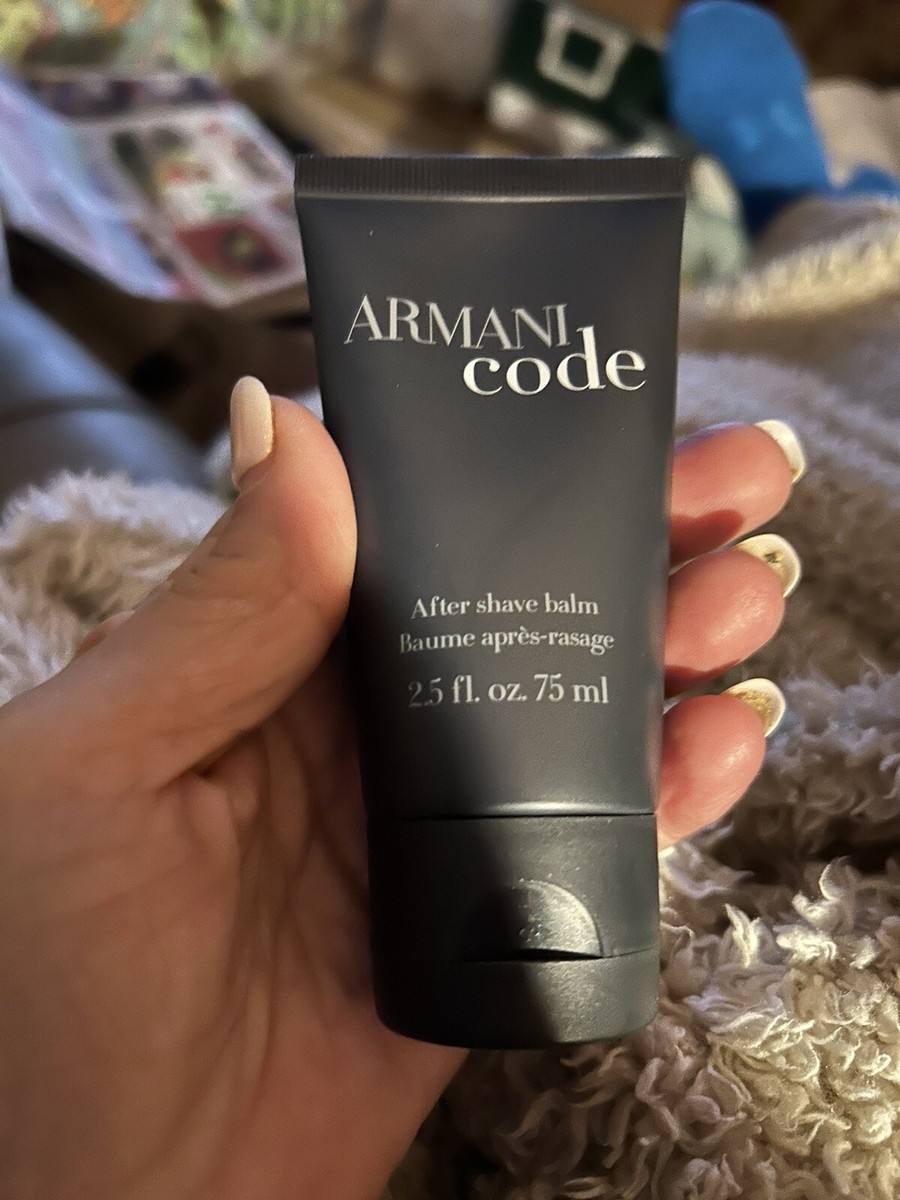 ARMANI
code
After shave balm
Baume après-rasage
2.5 fl. oz. 75 ml